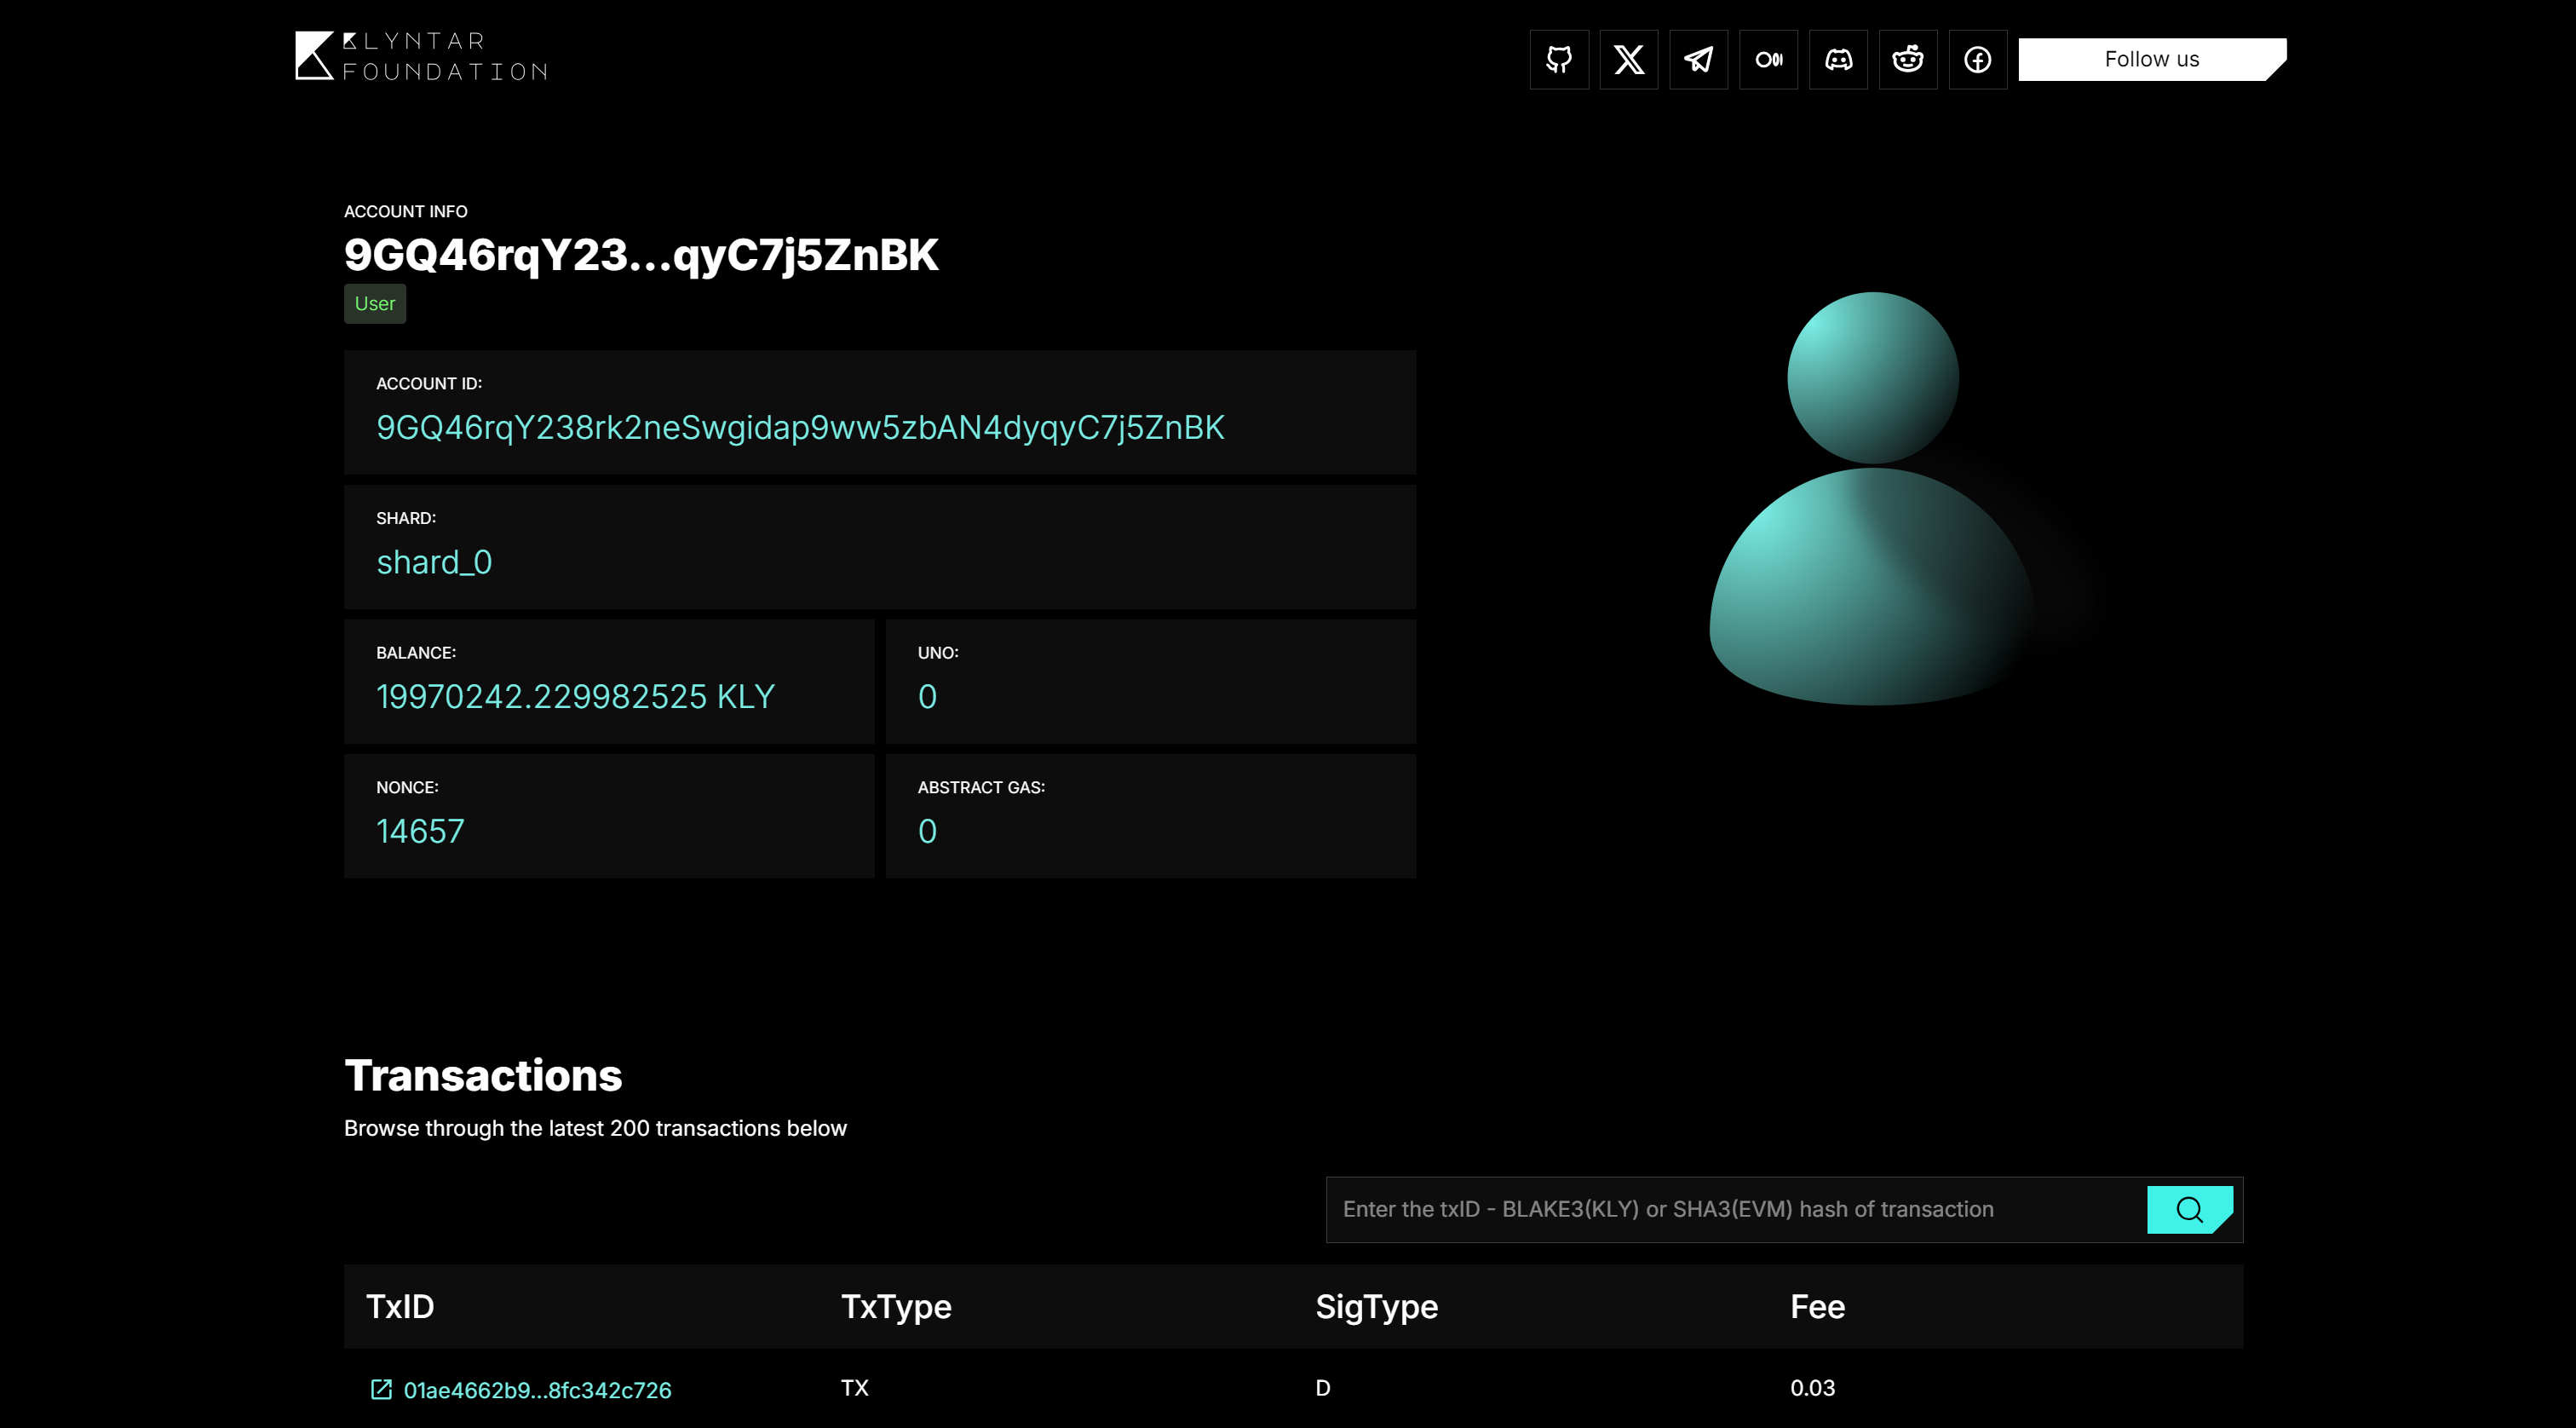 KLYNTAR
FOUNDATION
Follow us
ACCOUNT INFO
9GQ46rqY23...qyC7j5ZnBK
User
ACCOUNT ID:
9GQ46rqY238rk2neSwgidap9ww5zbAN4dyqyC7j5ZnBK
SHARD:
shard_0
BALANCE:
19970242.229982525 KLY
UNO:
0
NONCE:
14657
ABSTRACT GAS:
0
Transactions
Browse through the latest 200 transactions below
Enter the txID - BLAKE3(KLY) or SHA3(EVM) hash of transaction
TxID TxType SigType Fee
01ae4662b9...8fc342c726 TX D 0.03